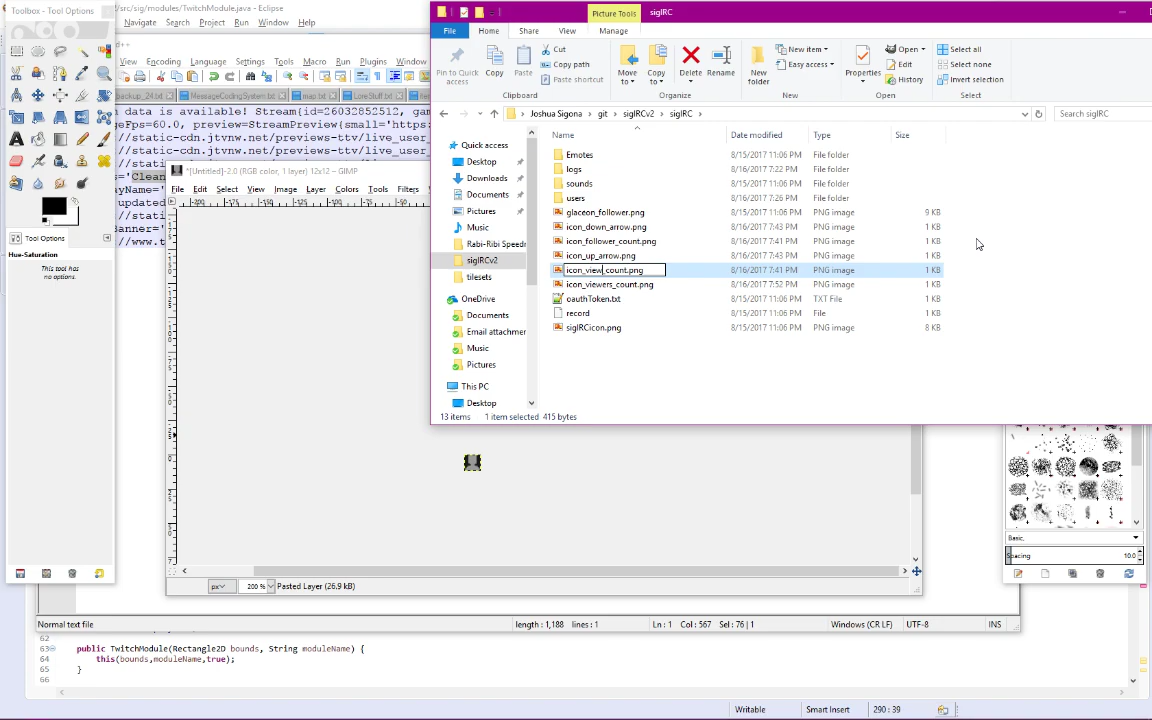 Toolbox - Tool Options
/src/sig/modules/TwitchModule.java - Eclipse
Navigate Search Project Run Window Help
View Encoding Language Settings Tools Macro Run Plugins Window
backup_24.txt MessageCodingSystem.txt map.txt LoreStuff.txt
data is available! Stream{id=26032852512,
geFps=60.0, preview=StreamPreview{small='https:
//static-cdn.jtvnw.net/previews-ttv/live_user_
//static-cdn.jtvnw.net/previews-ttv/live_user_
*[Untitled]-2.0 (RGB color, 1 layer) 12x12 – GIMP
File Edit Select View Image Layer Colors Tools Filters
Tool Options
Hue-Saturation
This tool has
no options.
Picture Tools sigIRC
File Home Share View Manage
Pin to Quick
access
Copy
Paste
Cut
Copy path
Paste shortcut
Clipboard
Move
to
Copy
to
Delete
Rename
Organize
New
folder
New item
Easy access
New
Properties
Open
Edit
History
Open
Select all
Select none
Invert selection
Select
Joshua Sigona › git › sigIRCv2 › sigIRC ›
Search sigIRC
Name Date modified Type Size
Quick access
Desktop
Downloads
Documents
Pictures
Music
Rabi-Ribi Speedr
sigIRCv2
tilesets
OneDrive
Documents
Email attachmer
Music
Pictures
This PC
Desktop
Emotes 8/15/2017 11:06 PM File folder
logs 8/16/2017 7:22 PM File folder
sounds 8/15/2017 11:06 PM File folder
users 8/16/2017 7:26 PM File folder
glaceon_follower.png 8/15/2017 11:06 PM PNG image 9 KB
icon_down_arrow.png 8/16/2017 7:43 PM PNG image 1 KB
icon_follower_count.png 8/16/2017 7:41 PM PNG image 1 KB
icon_up_arrow.png 8/16/2017 7:43 PM PNG image 1 KB
icon_view_count.png 8/16/2017 7:41 PM PNG image 1 KB
icon_viewers_count.png 8/16/2017 7:52 PM PNG image 1 KB
oauthToken.txt 8/15/2017 11:06 PM TXT File 1 KB
record 8/15/2017 11:06 PM File 1 KB
sigIRCicon.png 8/15/2017 11:06 PM PNG image 8 KB
13 items 1 item selected 415 bytes
Basic,
Spacing 10.0
px 200 % Pasted Layer (26.9 kB)
Normal text file length : 1,188 lines : 1 Ln : 1 Col : 567 Sel : 76 | 1 Windows (CR LF) UTF-8 INS
62
63 public TwitchModule(Rectangle2D bounds, String moduleName) {
64 this(bounds,moduleName,true);
65 }
66
Writable Smart Insert 290 : 39